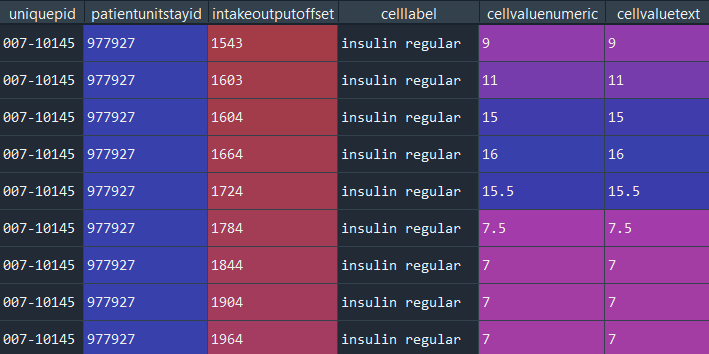 uniquepid patientunitstayid intakeoutputoffset celllabel cellvaluenumeric cellvaluetext
007-10145 977927 1543 insulin regular 9 9
007-10145 977927 1603 insulin regular 11 11
007-10145 977927 1604 insulin regular 15 15
007-10145 977927 1664 insulin regular 16 16
007-10145 977927 1724 insulin regular 15.5 15.5
007-10145 977927 1784 insulin regular 7.5 7.5
007-10145 977927 1844 insulin regular 7 7
007-10145 977927 1904 insulin regular 7 7
007-10145 977927 1964 insulin regular 7 7